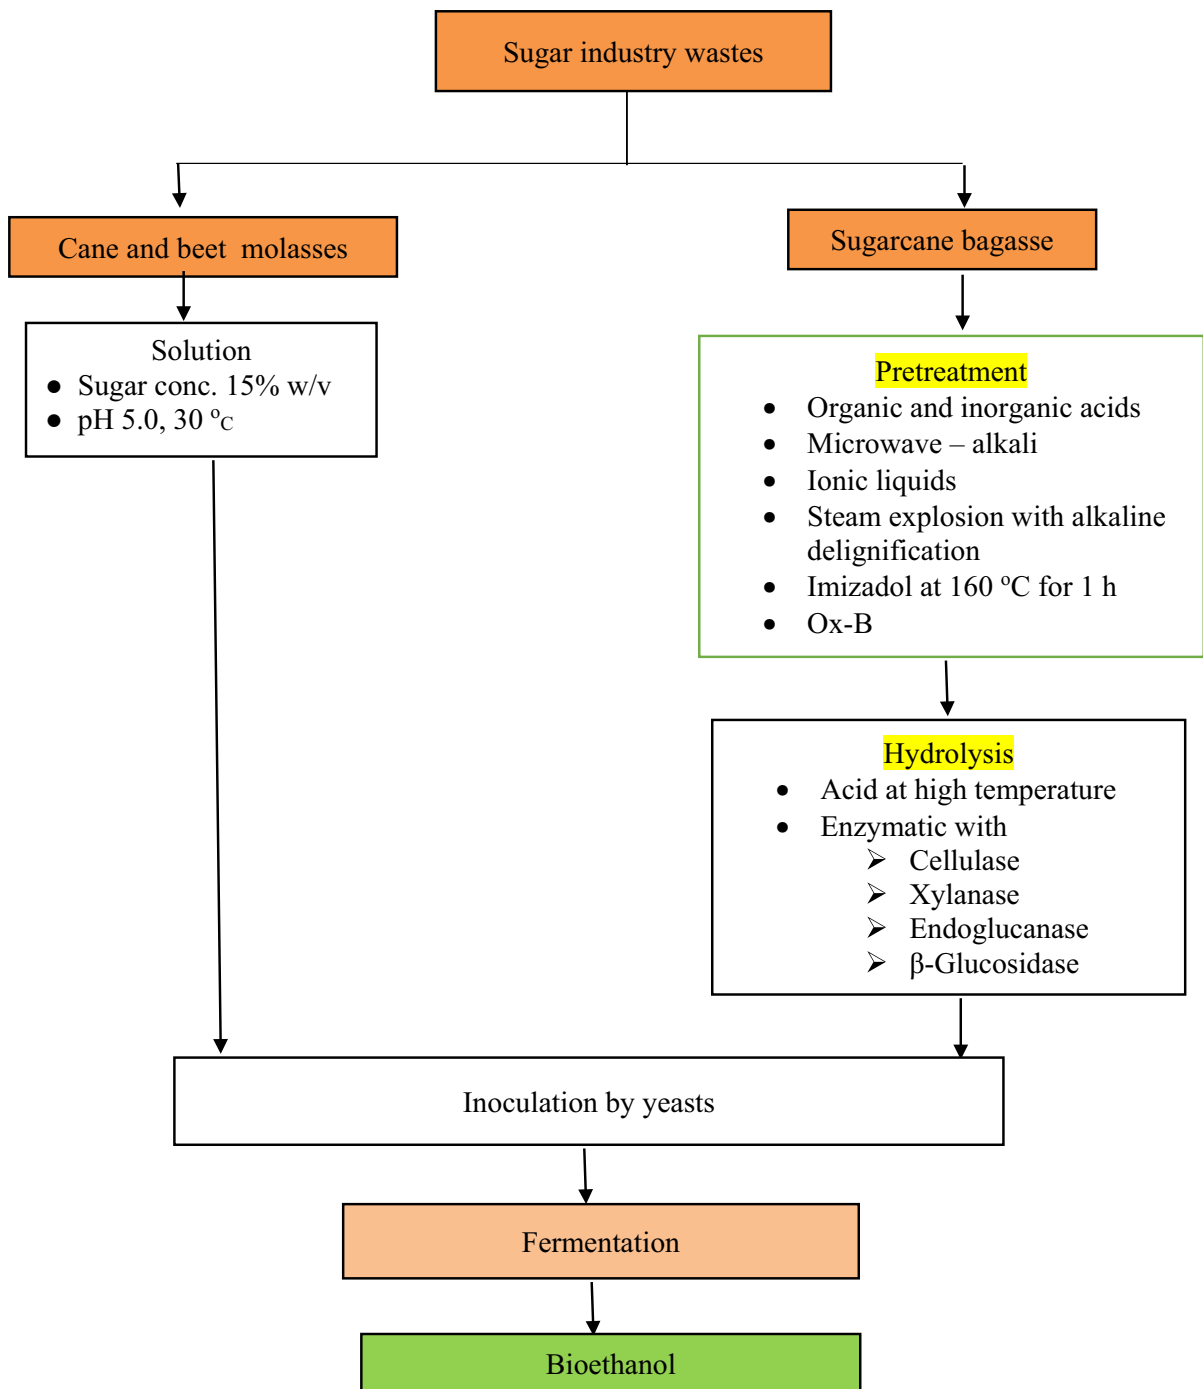 Sugar industry wastes
Cane and beet  molasses
Sugarcane bagasse
Solution
● Sugar conc. 15% w/v
● pH 5.0, 30 ºC
Pretreatment
• Organic and inorganic acids
• Microwave – alkali
• Ionic liquids
• Steam explosion with alkaline
delignification
• Imizadol at 160 ºC for 1 h
• Ox-B
Hydrolysis
• Acid at high temperature
• Enzymatic with
➢ Cellulase
➢ Xylanase
➢ Endoglucanase
➢ β-Glucosidase
Inoculation by yeasts
Fermentation
Bioethanol